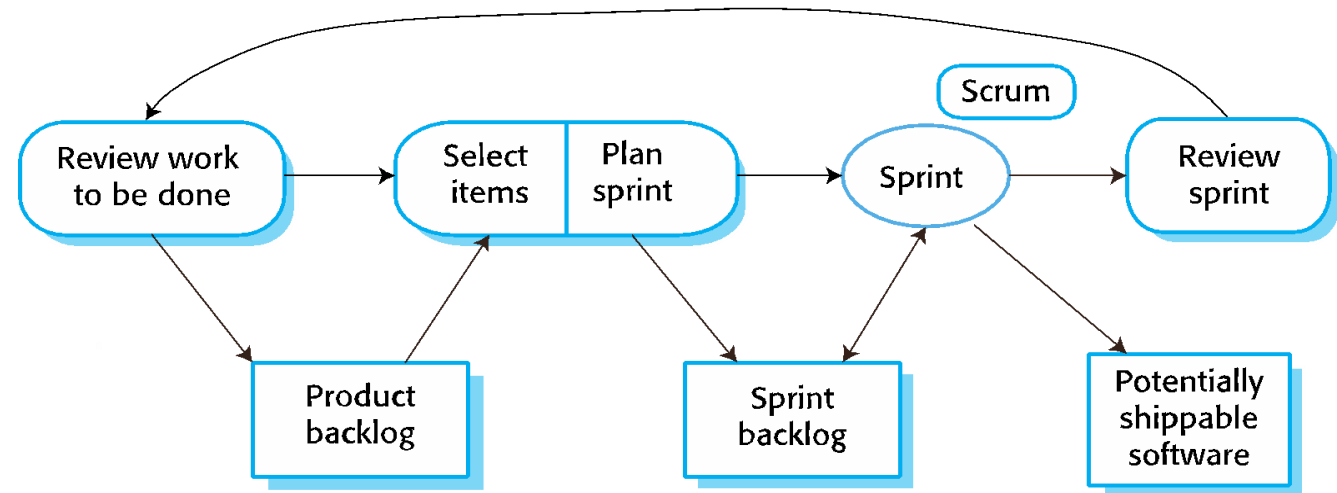 Scrum
Review work
to be done
Select
items
Plan
sprint
Sprint
Review
sprint
Product
backlog
Sprint
backlog
Potentially
shippable
software